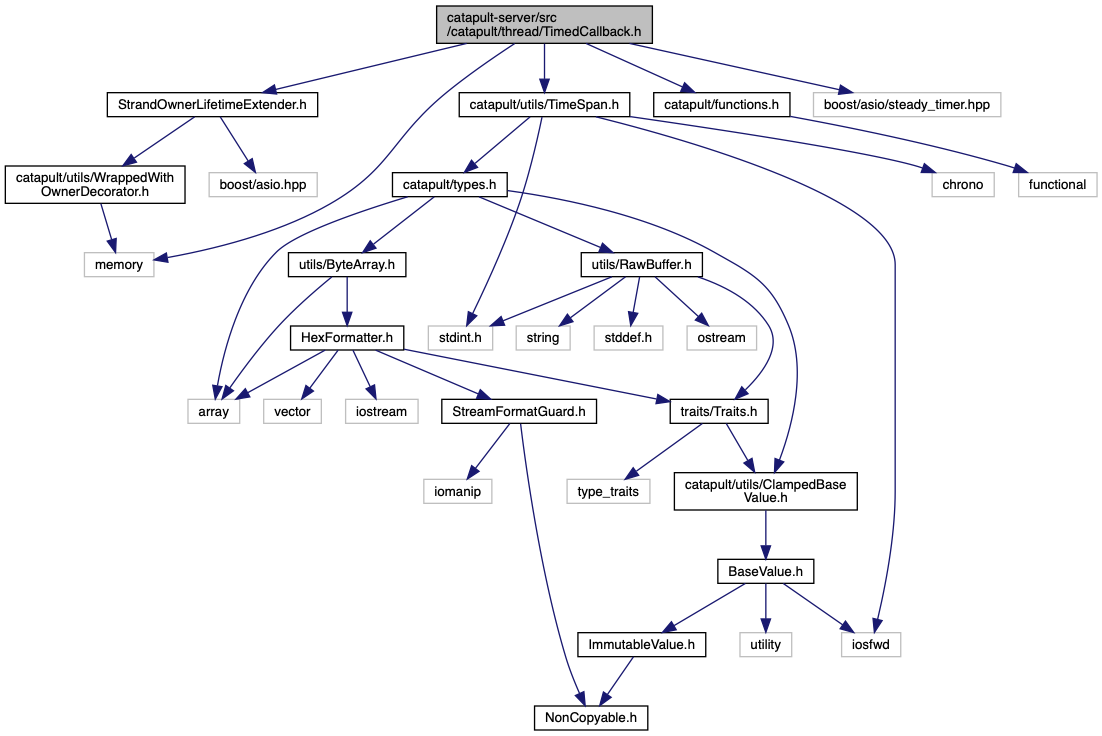 catapult-server/src
/catapult/thread/TimedCallback.h
StrandOwnerLifetimeExtender.h
catapult/utils/TimeSpan.h
catapult/functions.h
boost/asio/steady_timer.hpp
catapult/utils/WrappedWith
OwnerDecorator.h
boost/asio.hpp
catapult/types.h
chrono
functional
memory
utils/ByteArray.h
utils/RawBuffer.h
HexFormatter.h
stdint.h
string
stddef.h
ostream
array
vector
iostream
StreamFormatGuard.h
traits/Traits.h
iomanip
type_traits
catapult/utils/ClampedBase
Value.h
BaseValue.h
ImmutableValue.h
utility
iosfwd
NonCopyable.h